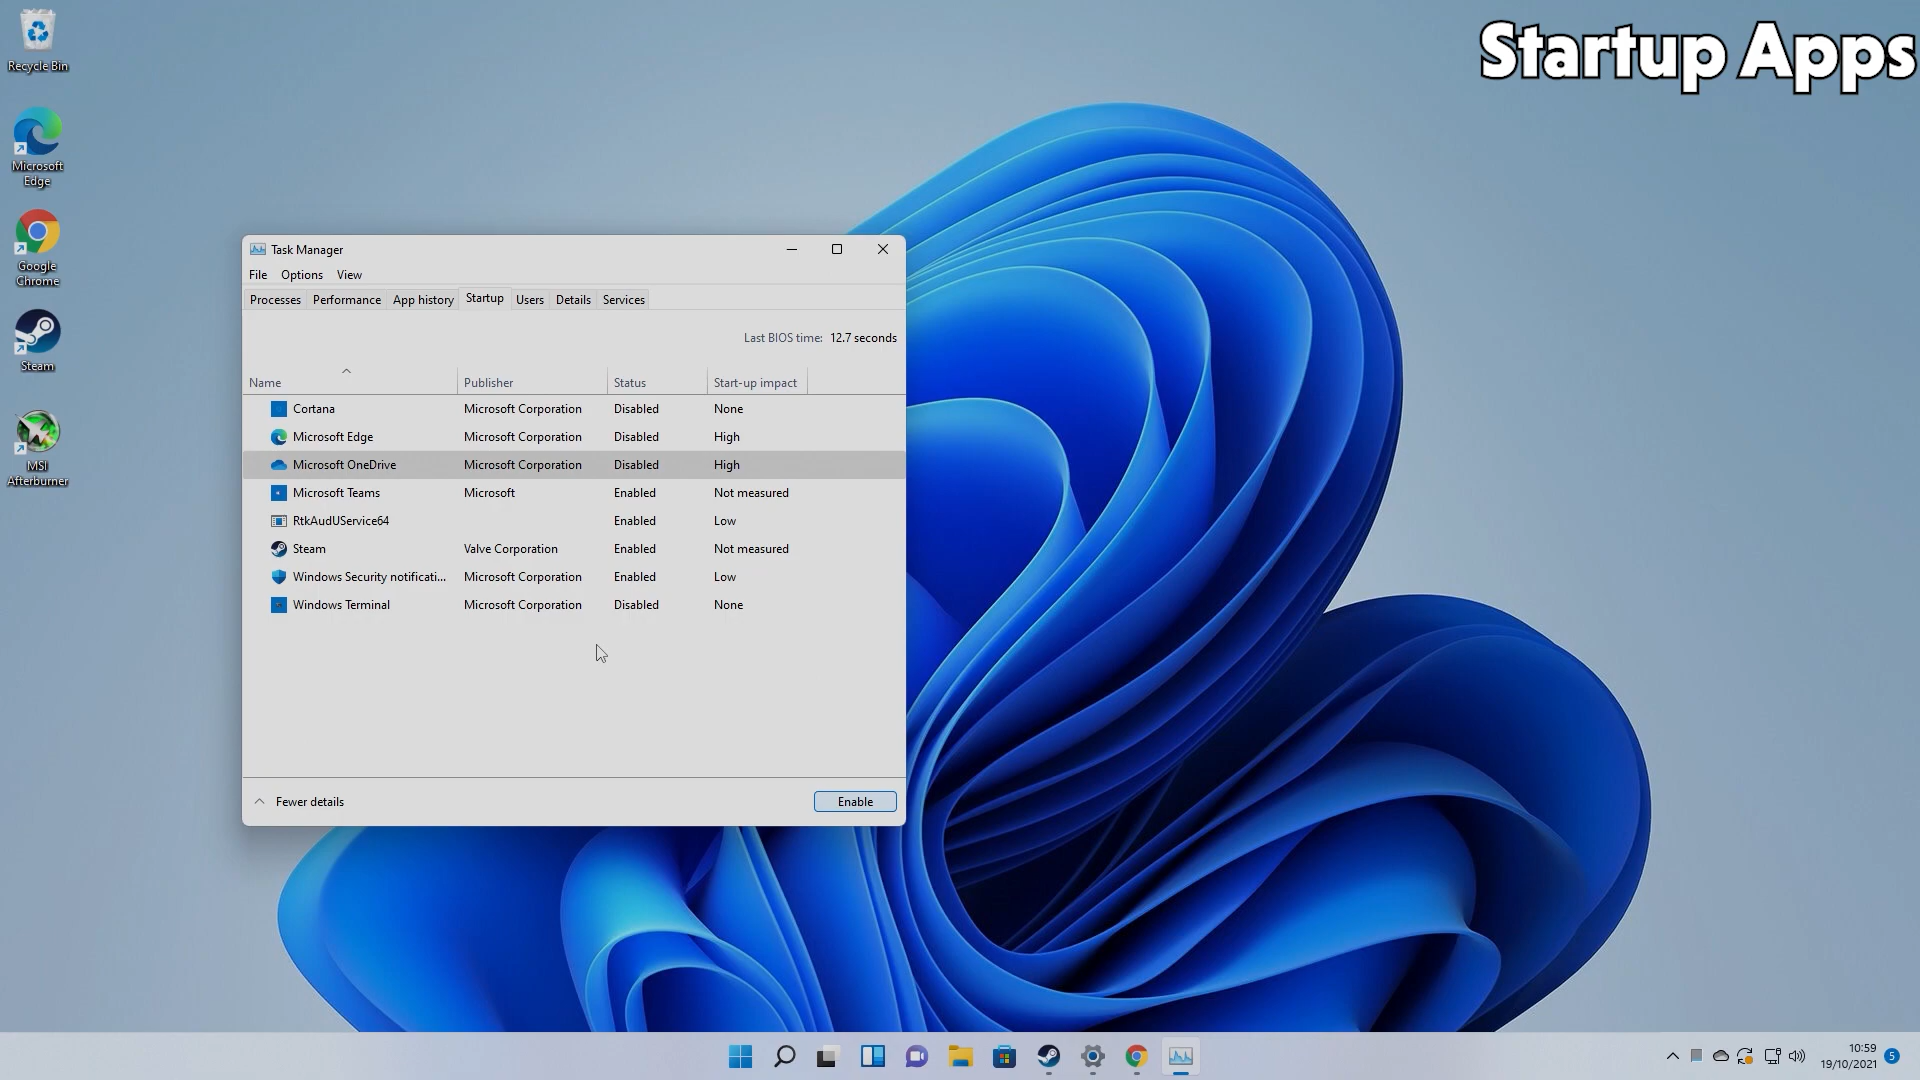 Startup Apps
Recycle Bin
Microsoft
Edge
Google
Chrome
Steam
MSI
Afterburner
Task Manager
File Options View
Processes Performance App history Startup Users Details Services
Last BIOS time: 12.7 seconds
Name Publisher Status Start-up impact
Cortana Microsoft Corporation Disabled None
Microsoft Edge Microsoft Corporation Disabled High
Microsoft OneDrive Microsoft Corporation Disabled High
Microsoft Teams Microsoft Enabled Not measured
RtkAudUService64 Enabled Low
Steam Valve Corporation Enabled Not measured
Windows Security notificati... Microsoft Corporation Enabled Low
Windows Terminal Microsoft Corporation Disabled None
Fewer details Enable
10:59
19/10/2021 5